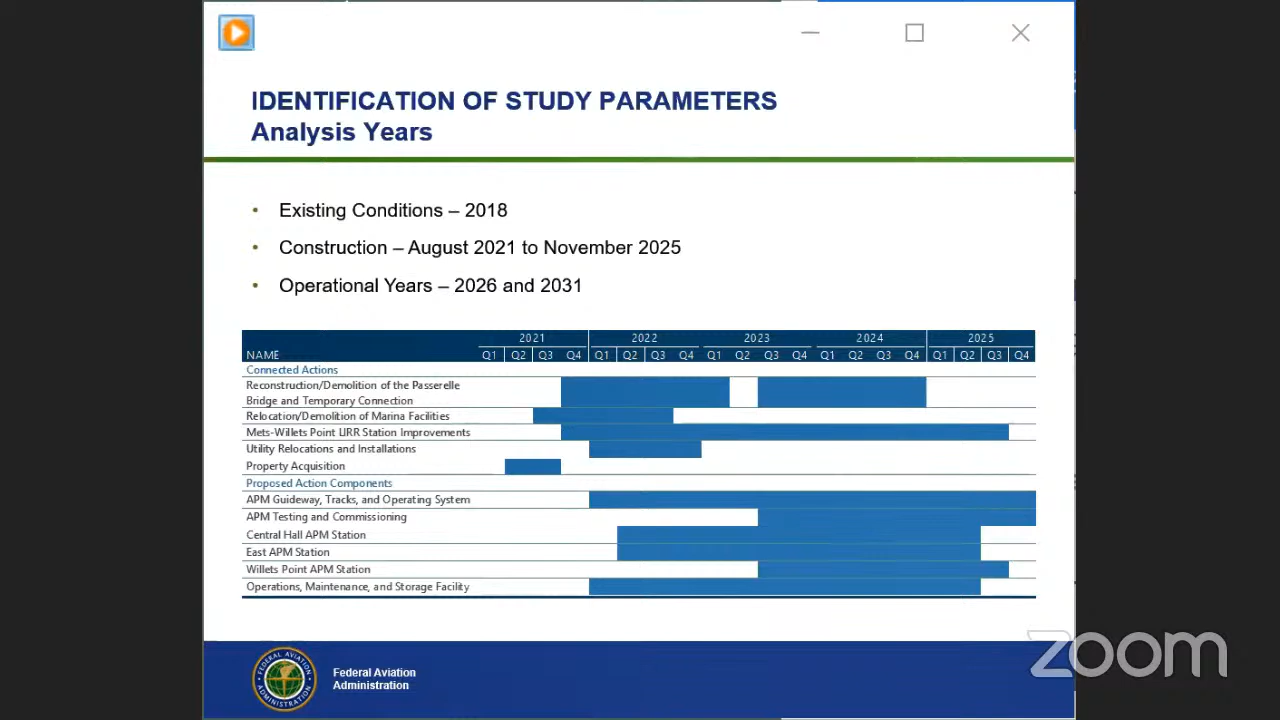 IDENTIFICATION OF STUDY PARAMETERS
Analysis Years
• Existing Conditions – 2018
• Construction – August 2021 to November 2025
• Operational Years – 2026 and 2031
2021 2022 2023 2024 2025
NAME Q1 Q2 Q3 Q4 Q1 Q2 Q3 Q4 Q1 Q2 Q3 Q4 Q1 Q2 Q3 Q4 Q1 Q2 Q3 Q4
Connected Actions
Reconstruction/Demolition of the Passerelle
Bridge and Temporary Connection
Relocation/Demolition of Marina Facilities
Mets-Willets Point LIRR Station Improvements
Utility Relocations and Installations
Property Acquisition
Proposed Action Components
APM Guideway, Tracks, and Operating System
APM Testing and Commissioning
Central Hall APM Station
East APM Station
Willets Point APM Station
Operations, Maintenance, and Storage Facility
FEDERAL AVIATION
ADMINISTRATION
Federal Aviation
Administration
zoom